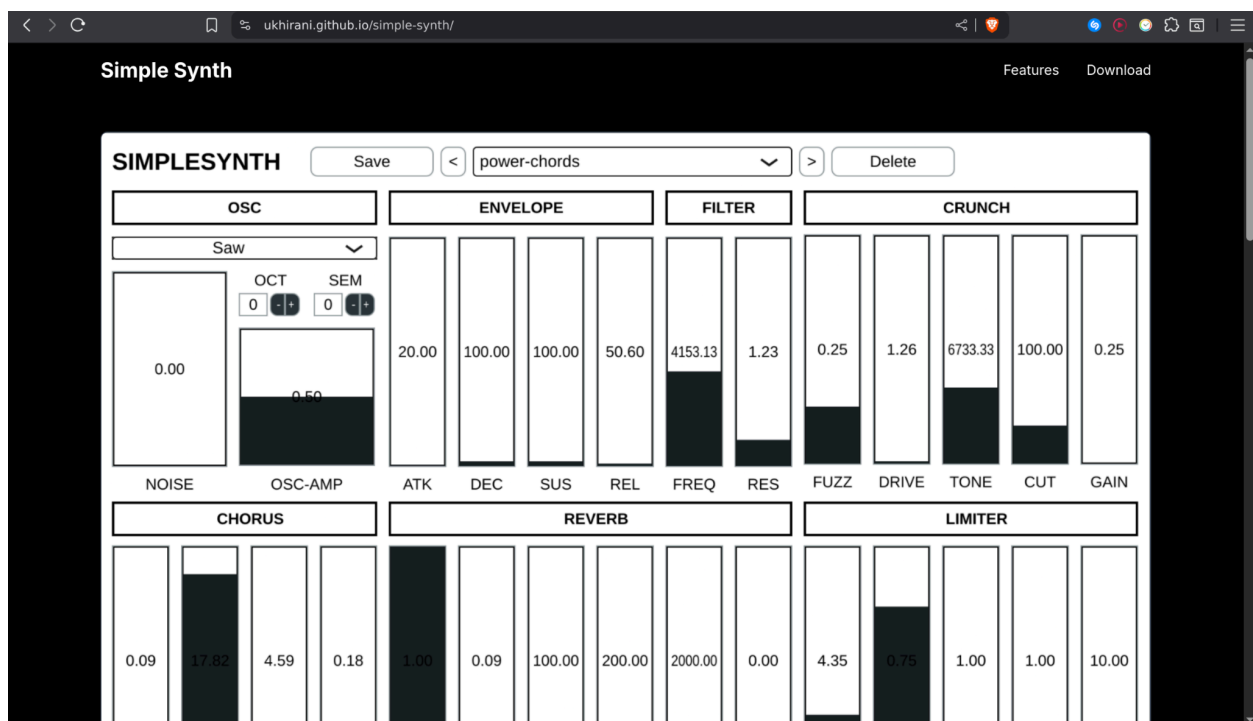 ukhirani.github.io/simple-synth/
Simple Synth
Features
Download
SIMPLESYNTH
Save
<
power-chords
>
Delete
OSC
ENVELOPE
FILTER
CRUNCH
Saw
OCT
SEM
0
-
+
0
-
+
0.00
0.50
20.00
100.00
100.00
50.60
4153.13
1.23
0.25
1.26
6733.33
100.00
0.25
NOISE
OSC-AMP
ATK
DEC
SUS
REL
FREQ
RES
FUZZ
DRIVE
TONE
CUT
GAIN
CHORUS
REVERB
LIMITER
0.09
17.82
4.59
0.18
1.00
0.09
100.00
200.00
2000.00
0.00
4.35
0.75
1.00
1.00
10.00